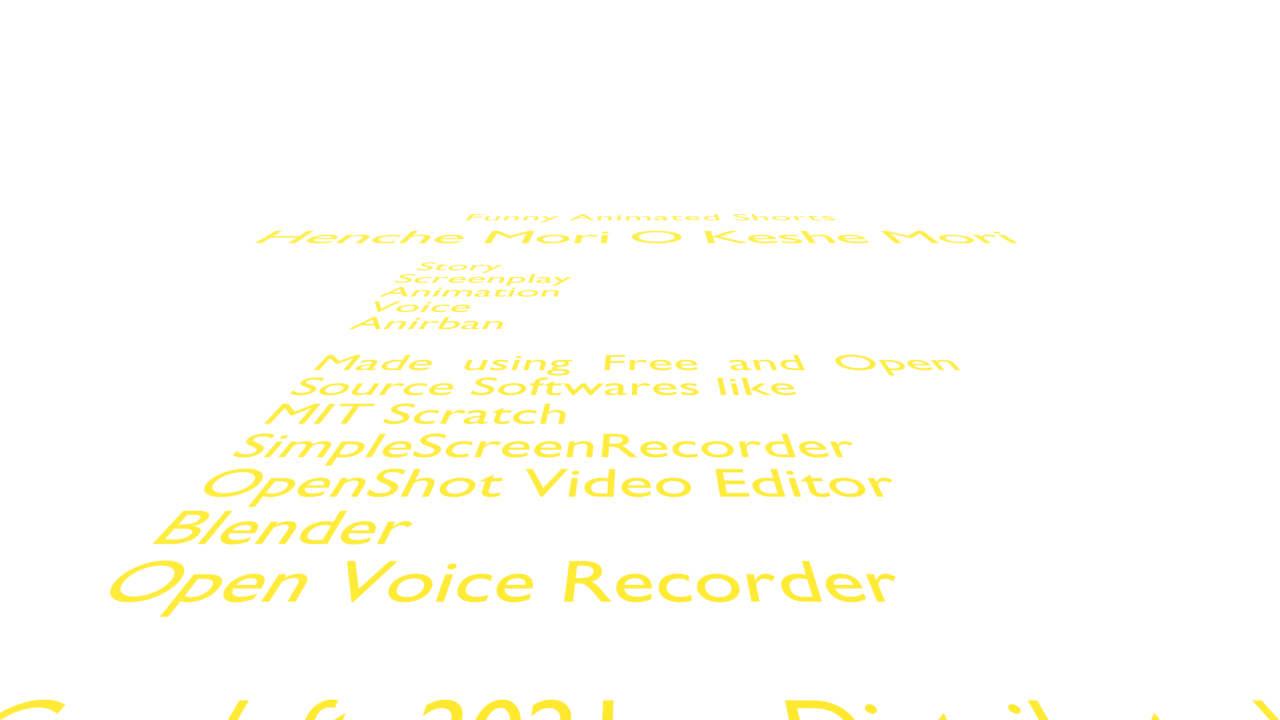 Funny Animated Shorts
Henche Mori O Keshe Mori
Story
Screenplay
Animation
Voice
Anirban
Made using Free and Open
Source Softwares like
MIT Scratch
SimpleScreenRecorder
OpenShot Video Editor
Blender
Open Voice Recorder